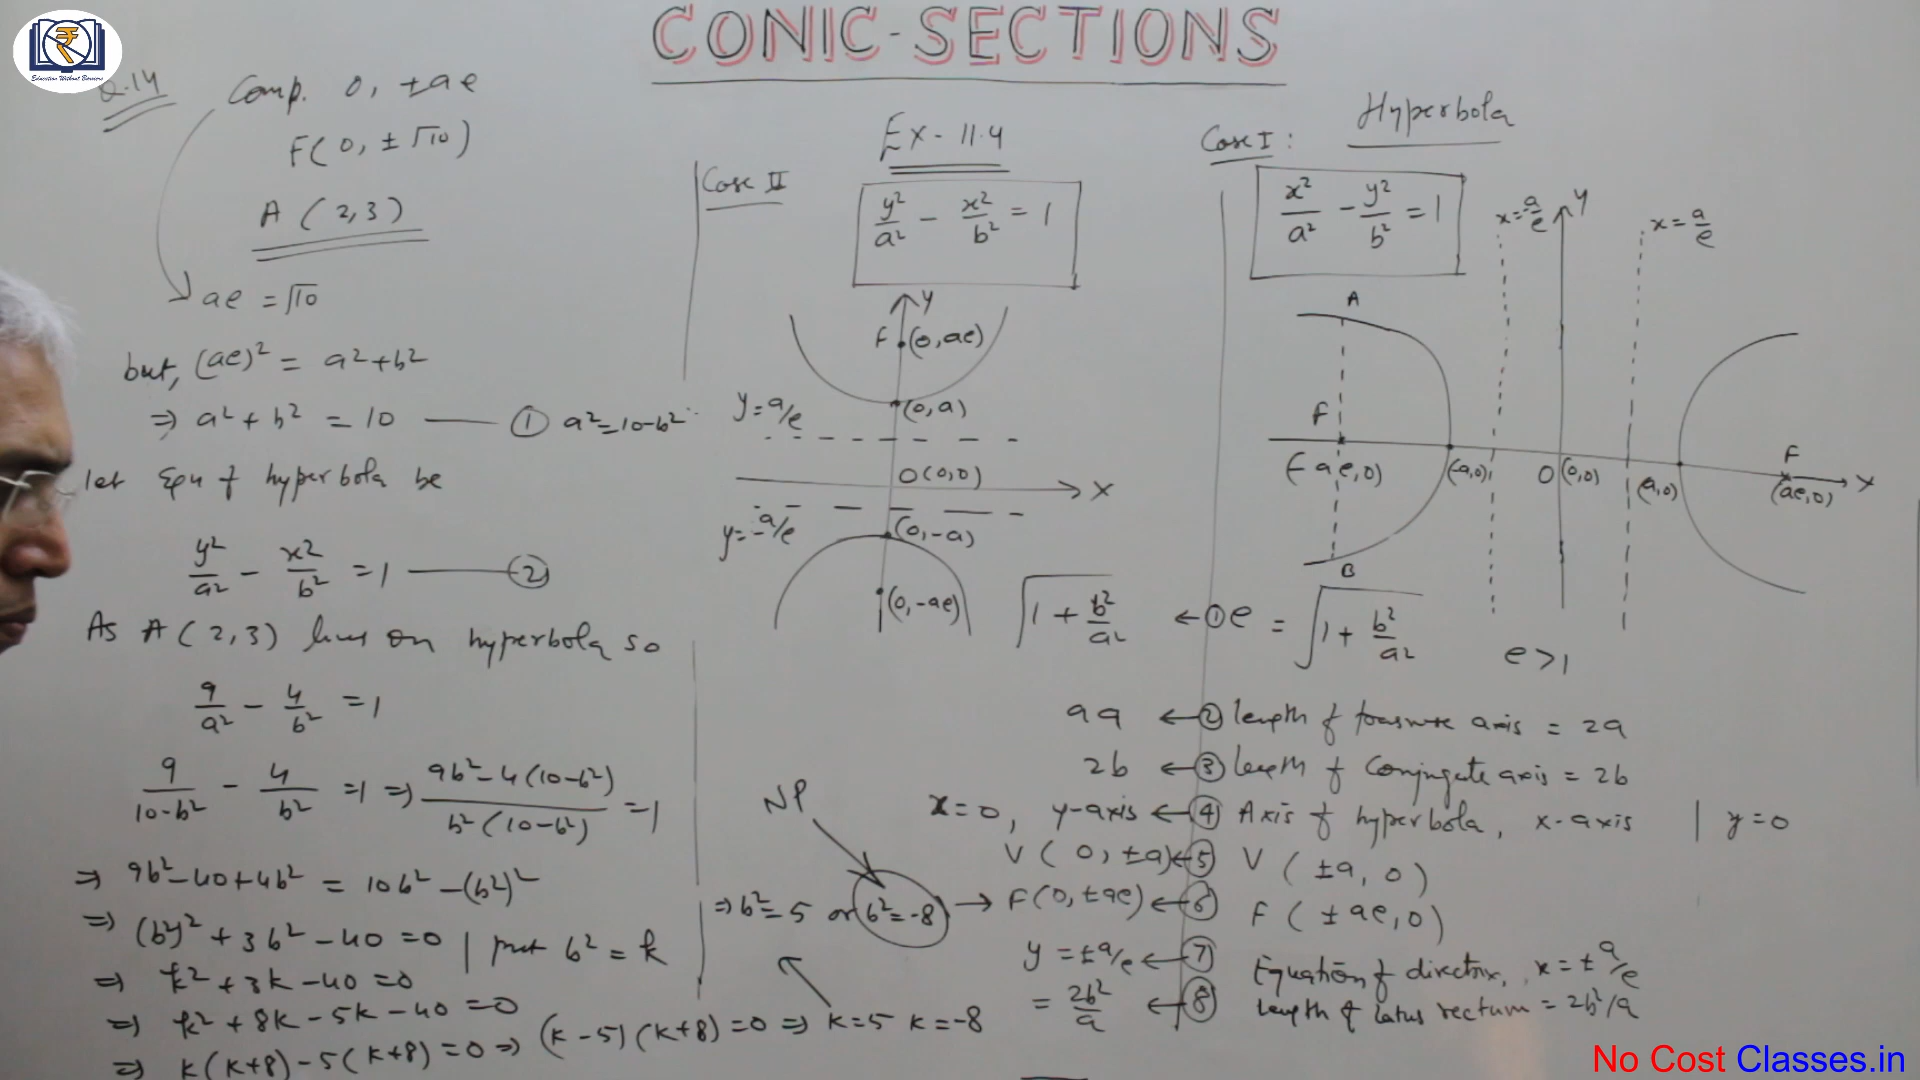 CONIC-SECTIONS
Education Without Barriers
Q.14
Comp. 0, ±ae
F(0, ±√10)
A (2,3)
ae = √10
but, (ae)² = a²+b²
⇒ a²+b² = 10 —— ① a²=10-b²
let Equ of hyperbola be
y²/a² - x²/b² = 1 —— ②
As A (2,3) lies on hyperbola so
9/a² - 4/b² = 1
9/(10-b²) - 4/b² = 1 ⇒ (9b²-4(10-b²))/(b²(10-b²)) = 1
⇒ 9b²-40+4b² = 10b²-(b²)²
⇒ (b²)²+3b²-40=0 | put b² = k
⇒ k²+3k-40=0
⇒ k²+8k-5k-40=0
⇒ k(k+8)-5(k+8)=0 ⇒ (k-5)(k+8)=0 ⇒ k=5 k=-8
⇒ b²=5 or b²=-8
NP
Ex-11.4
Case II
y²/a² - x²/b² = 1
Y
F (0,ae)
(0,a)
y=a/e
O(0,0)
X
y=-a/e
(0,-a)
(0,-ae)
Hyperbola
Case I:
x²/a² - y²/b² = 1
x=-a/e
Y
x=a/e
A
F
(-ae,0)
(-a,0)
O (0,0)
(a,0)
F
(ae,0)
X
B
√(1+b²/a²) ← ① e = √(1+b²/a²) e>1
aa ← ② length of transverse axis = 2a
2b ← ③ length of Conjugate axis = 2b
x=0, y-axis ← ④ Axis of hyperbola, x-axis | y=0
V (0, ±a) ← ⑤ V (±a, 0)
→ F(0,±ae) ← ⑥ F (±ae,0)
y=±a/e ← ⑦ Equation of directrix, x=±a/e
= 2b²/a ← ⑧ length of latus rectum = 2b²/a
No Cost Classes.in